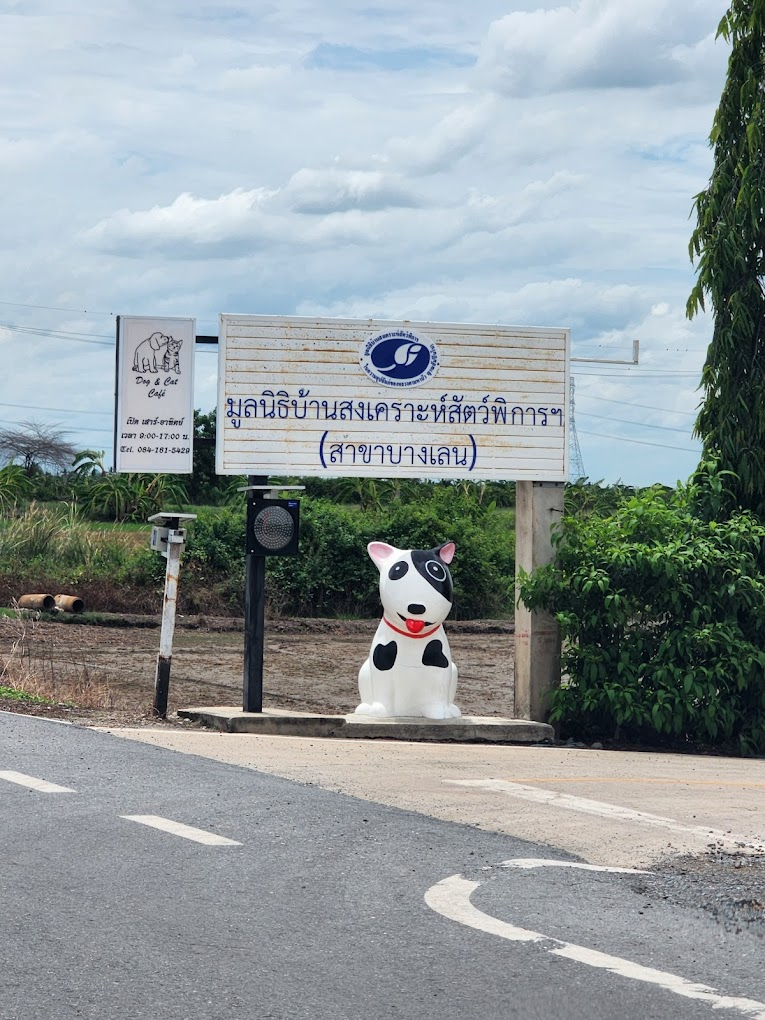 Dog & Cat
Café
เปิด เสาร์-อาทิตย์
เวลา 9:00-17:00 น.
Tel. 084-161-5429
มูลนิธิบ้านสงเคราะห์สัตว์พิการฯ
(สาขาบางเลน)